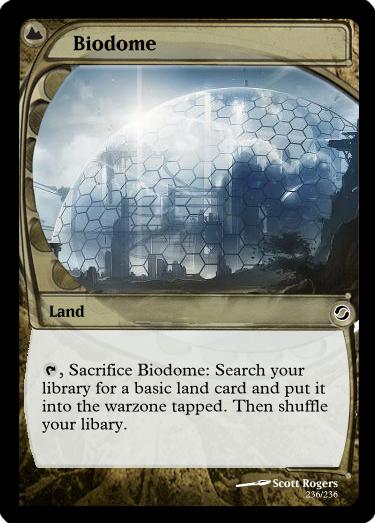 Biodome
Land
, Sacrifice Biodome: Search your
library for a basic land card and put it
into the warzone tapped. Then shuffle
your libary.
Scott Rogers
236/236